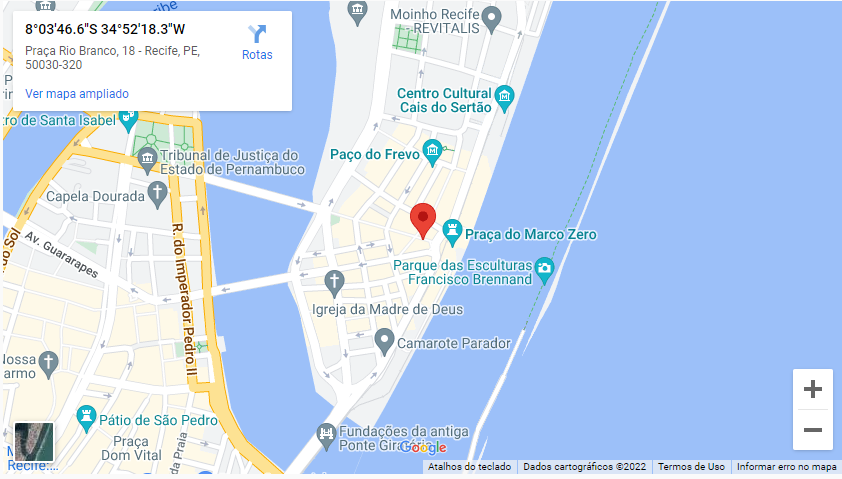 8°03'46.6"S 34°52'18.3"W
Praça Rio Branco, 18 - Recife, PE,
50030-320
Ver mapa ampliado
Rotas
Moinho Recife
- REVITALIS
Centro Cultural
Cais do Sertão
tro de Santa Isabel
Paço do Frevo
Tribunal de Justiça do
Estado de Pernambuco
Capela Dourada
Praça do Marco Zero
Av. Guararapes
do Sol
R. do Imperador Pedro II
Parque das Esculturas
Francisco Brennand
Igreja da Madre de Deus
Camarote Parador
Nossa
armo
Pátio de São Pedro
Praça
Dom Vital
da Praia
Fundações da antiga
Ponte Giratória
Google
Recife:...
Atalhos do teclado
Dados cartográficos ©2022
Termos de Uso
Informar erro no mapa